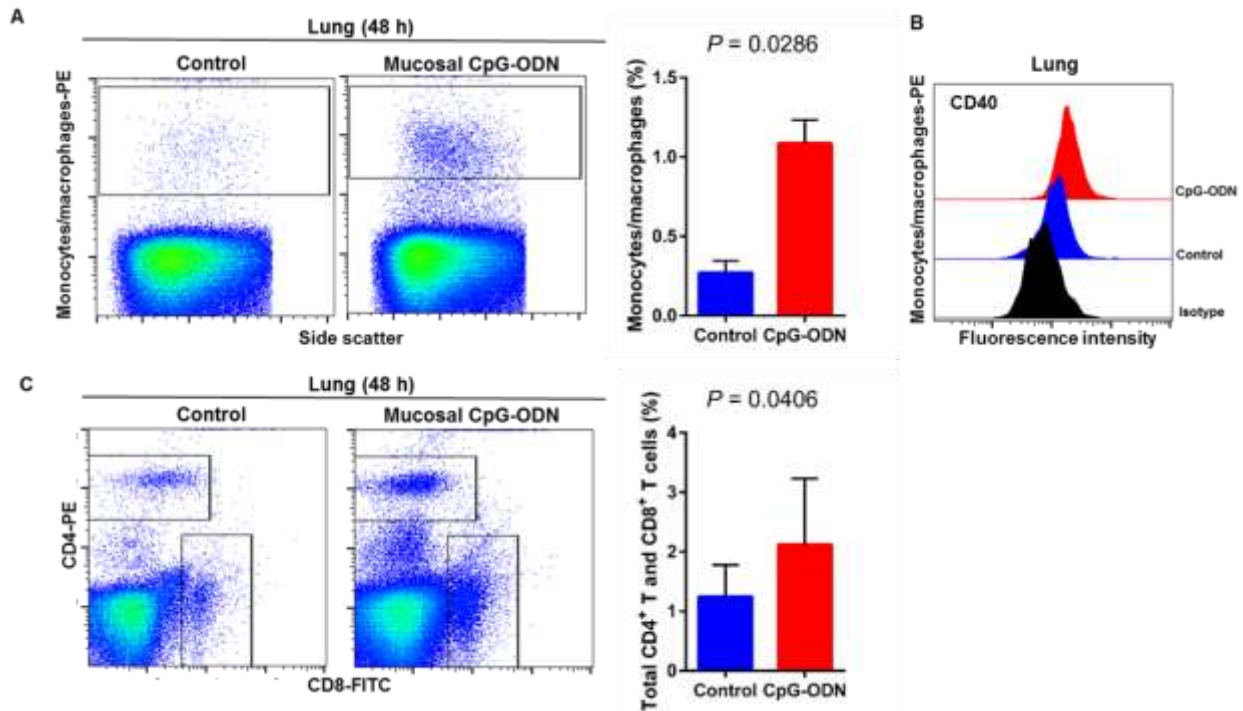 A
Lung (48 h)
Control
Mucosal CpG-ODN
Monocytes/macrophages-PE
Side scatter
P = 0.0286
Monocytes/macrophages (%)
1.5
1.0
0.5
0.0
Control CpG-ODN
B
Lung
CD40
Monocytes/macrophages-PE
CpG-ODN
Control
Isotype
Fluorescence intensity
C
Lung (48 h)
Control
Mucosal CpG-ODN
CD4-PE
CD8-FITC
P = 0.0406
Total CD4⁺ T and CD8⁺ T cells (%)
4
3
2
1
0
Control CpG-ODN